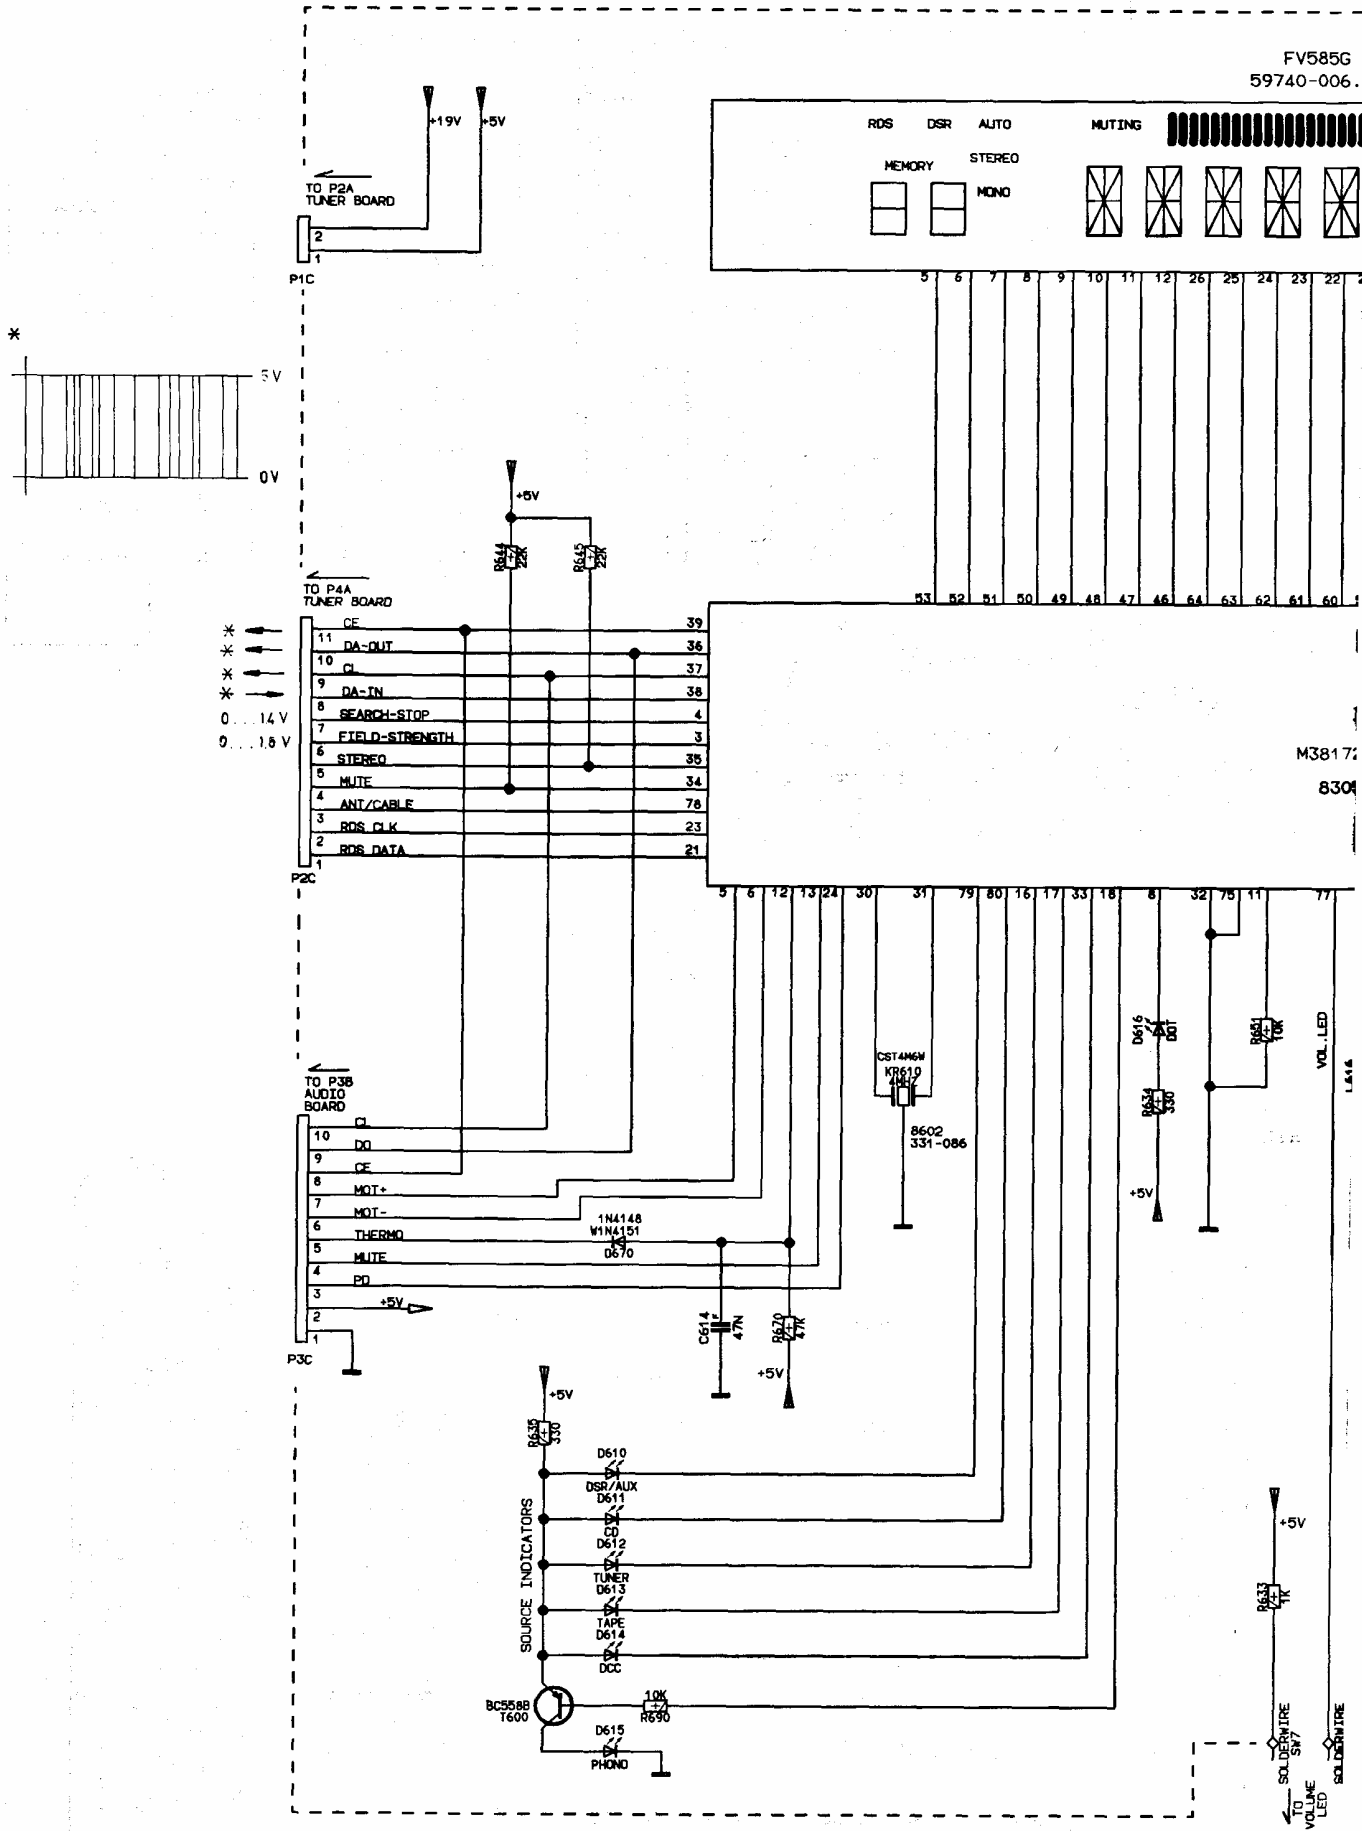 FV585G
59740-006.
RDS DSR AUTO MUTING
STEREO
MEMORY
MONO
+19V +5V
TO P2A
TUNER BOARD
2
1
P1C
5 6 7 8 9 10 11 12 26 25 24 23 22 2
*
5V
0V
+5V
R644 22K
R645 22K
TO P4A
TUNER BOARD
53 52 51 50 49 48 47 46 64 63 62 61 60
* CE 39
11
* DA-OUT 36
10
* CL 37
9
* DA-IN 38
8
0...14 V SEARCH-STOP 4
7
0...1.8 V FIELD-STRENGTH 3
6
STEREO 35
5
MUTE 34
4
ANT/CABLE 78
3
RDS CLK 23
2
RDS DATA 21
1
P2C
M38172
830
5 6 12 13 24 30 31 79 80 16 17 33 18 8 32 75 11 77
D616 DOT
R651 10K
VOL.LED
L616
CST4M6W
KR610
4MHZ
8602
331-086
R634 330
+5V
TO P3B
AUDIO
BOARD
CL
10
DO
9
CE
8
MOT+
7
MOT-
6
THERMO
5
MUTE
4
PD
3
+5V
2
1
P3C
1N4148
W1N4151
D670
C614 47N
R670 47K
+5V
+5V
R635 330
SOURCE INDICATORS
D610
DSR/AUX
D611
CD
D612
TUNER
D613
TAPE
D614
DCC
BC558B
T600
10K
R690
D615
PHONO
+5V
R633 1K
SOLDERWIRE
SW7
SOLDERWIRE
TO
VOLUME
LED